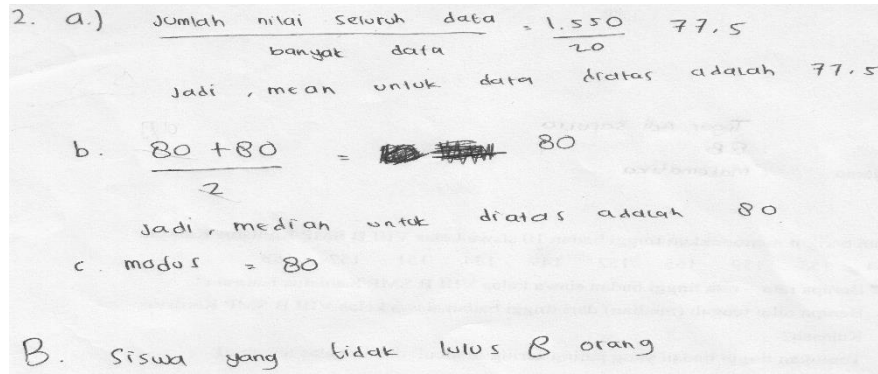 2. a.) Jumlah nilai seluruh data = 1.550 77,5
banyak data 20
Jadi, mean untuk data diatas adalah 77.5
b. 80 + 80 = 80
2
Jadi, median untuk diatas adalah 80
c. modus = 80
B. Siswa yang tidak lulus 8 orang